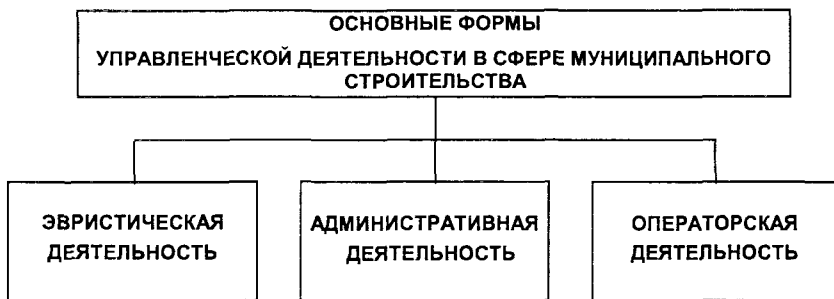 ОСНОВНЫЕ ФОРМЫ
УПРАВЛЕНЧЕСКОЙ ДЕЯТЕЛЬНОСТИ В СФЕРЕ МУНИЦИПАЛЬНОГО
СТРОИТЕЛЬСТВА
ЭВРИСТИЧЕСКАЯ
ДЕЯТЕЛЬНОСТЬ
АДМИНИСТРАТИВНАЯ
ДЕЯТЕЛЬНОСТЬ
ОПЕРАТОРСКАЯ
ДЕЯТЕЛЬНОСТЬ